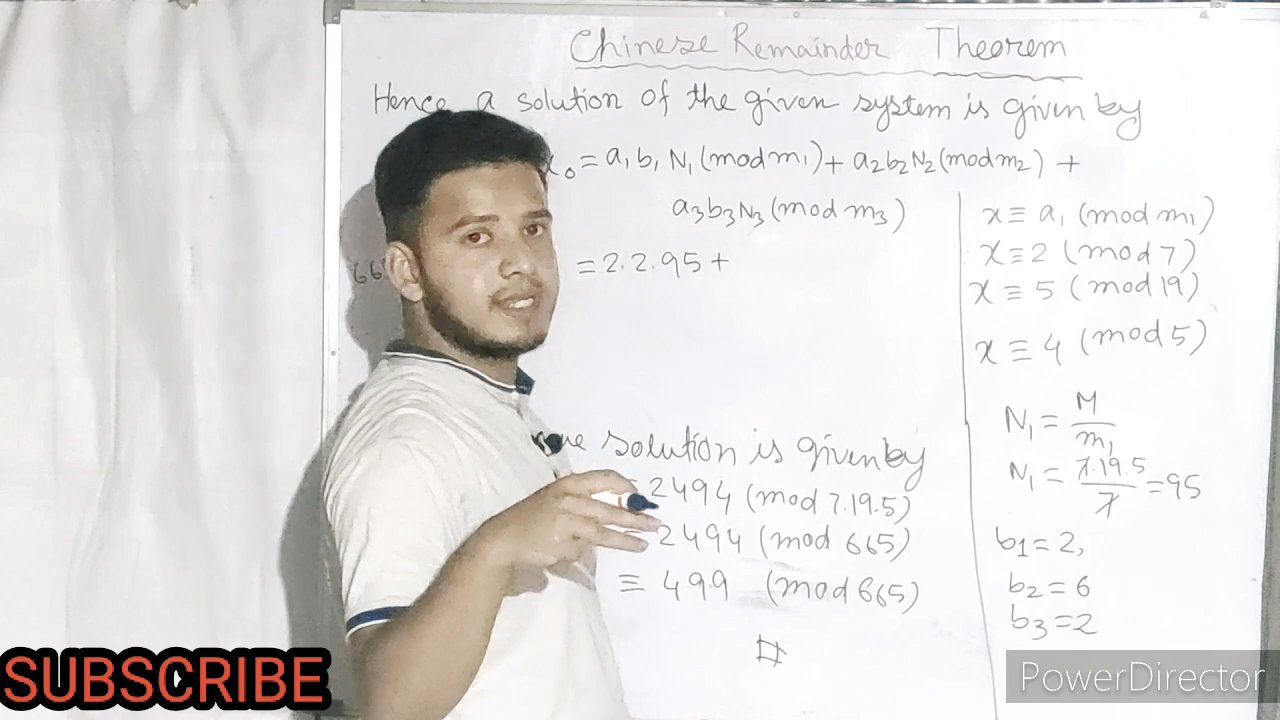 Chinese Remainder Theorem
Hence a solution of the given system is given by
x₀ = a₁b₁N₁(mod m₁) + a₂b₂N₂(mod m₂) +
a₃b₃N₃(mod m₃)
= 2.2.95 +
solution is given by
2494 (mod 7.19.5)
2494 (mod 665)
≡ 499 (mod 665)
#
x ≡ a₁ (mod m₁)
x ≡ 2 (mod 7)
x ≡ 5 (mod 19)
x ≡ 4 (mod 5)
N₁ = M/m₁
N₁ = 7.19.5/7 = 95
b₁ = 2,
b₂ = 6
b₃ = 2
SUBSCRIBE
PowerDirector